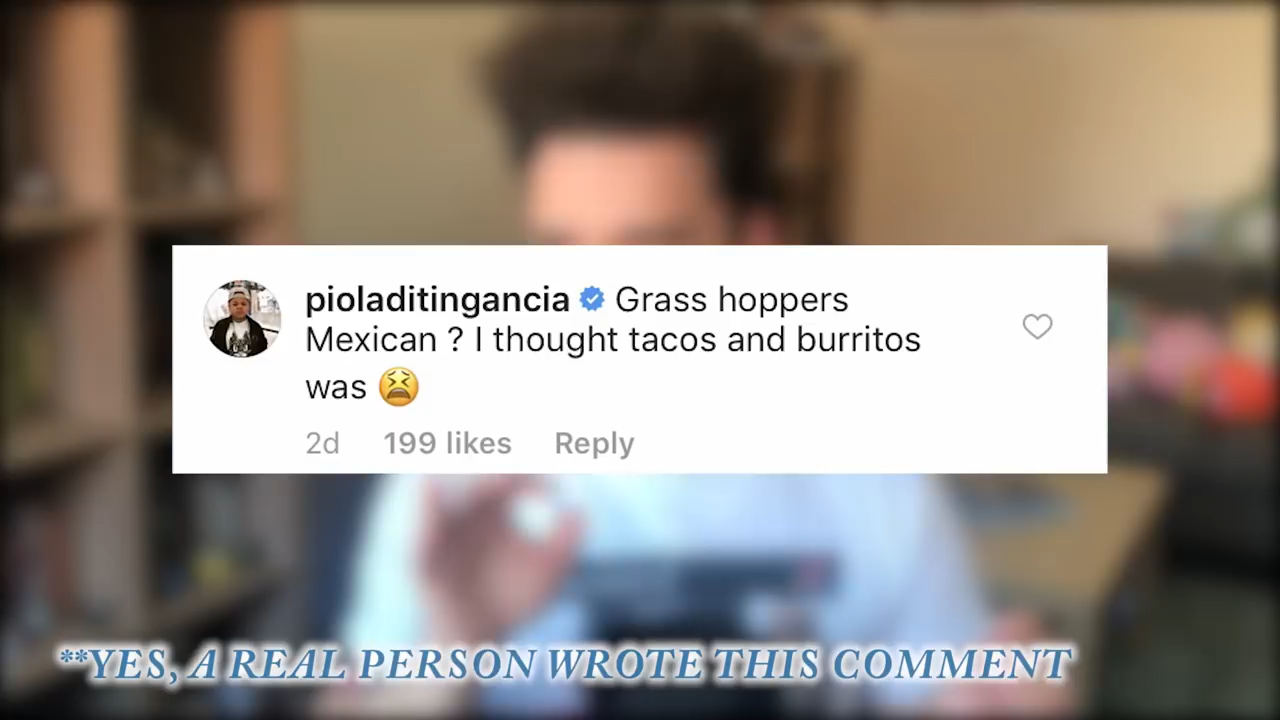 pioladitingancia Grass hoppers
Mexican ? I thought tacos and burritos
was 😫
2d 199 likes Reply
**YES, A REAL PERSON WROTE THIS COMMENT